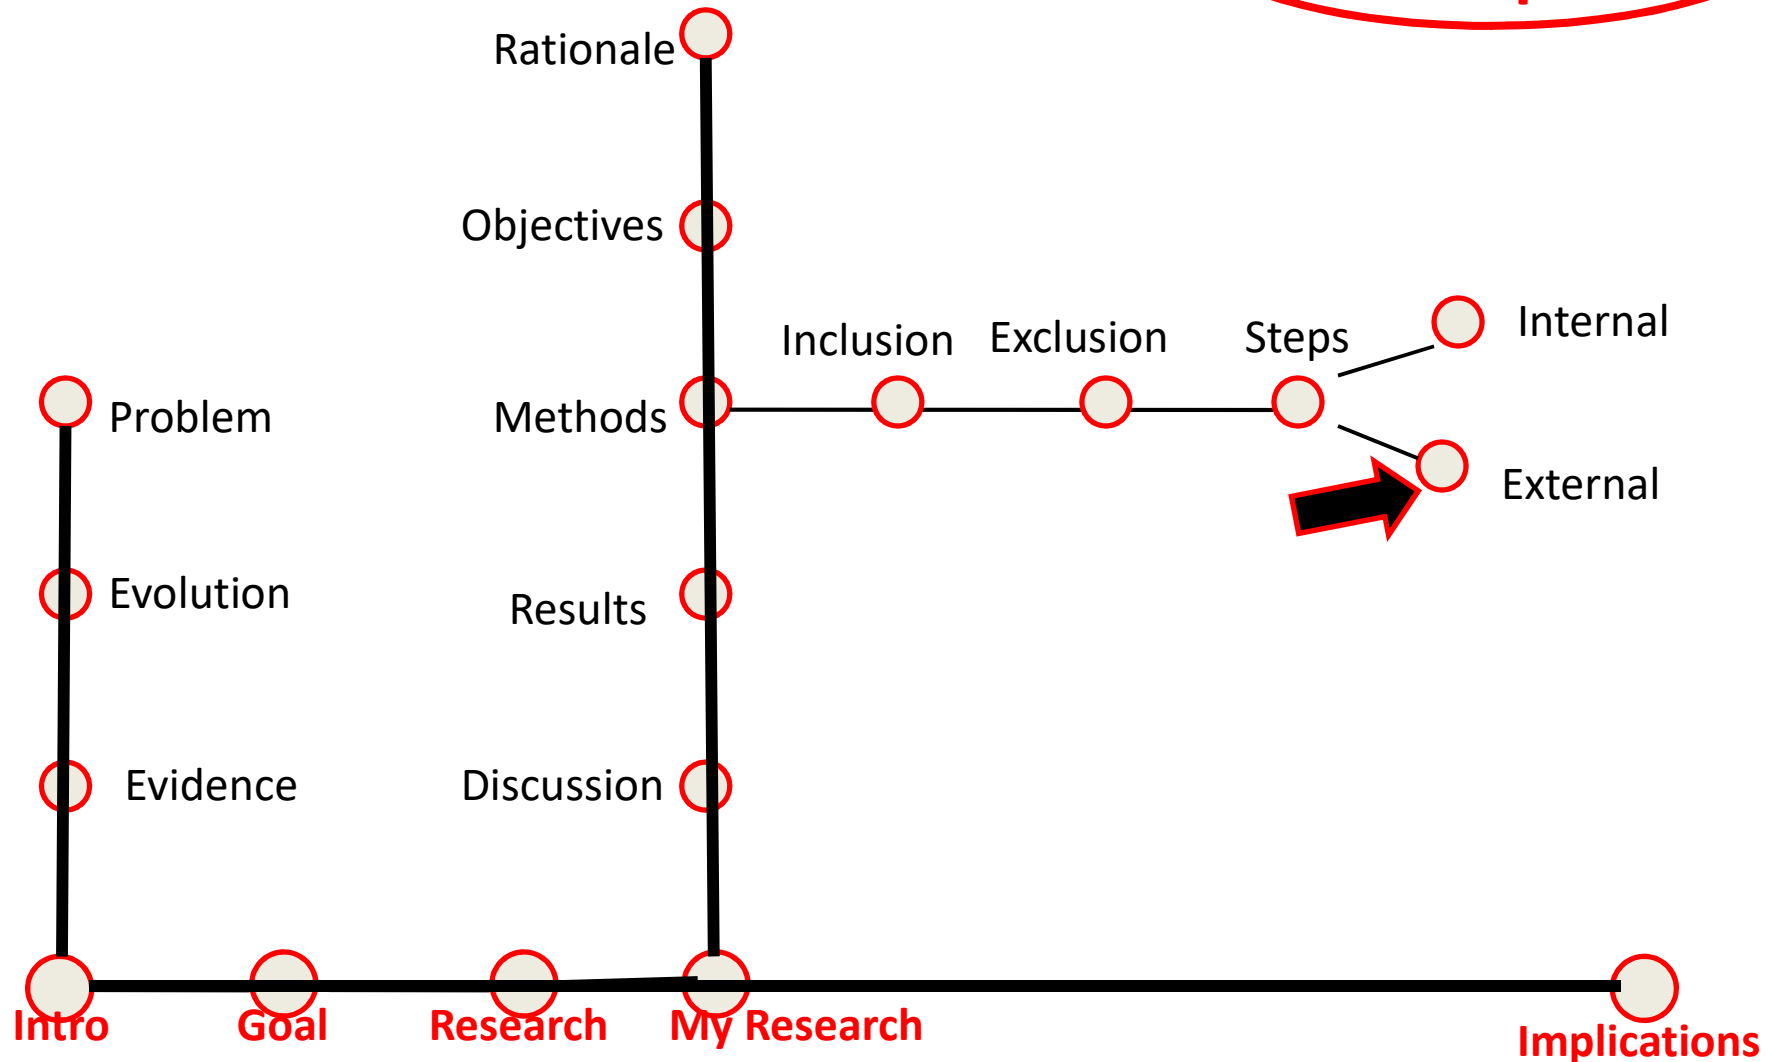 Rationale
Objectives
Inclusion Exclusion Steps Internal
Problem Methods
External
Evolution Results
Evidence Discussion
Intro Goal Research My Research Implications